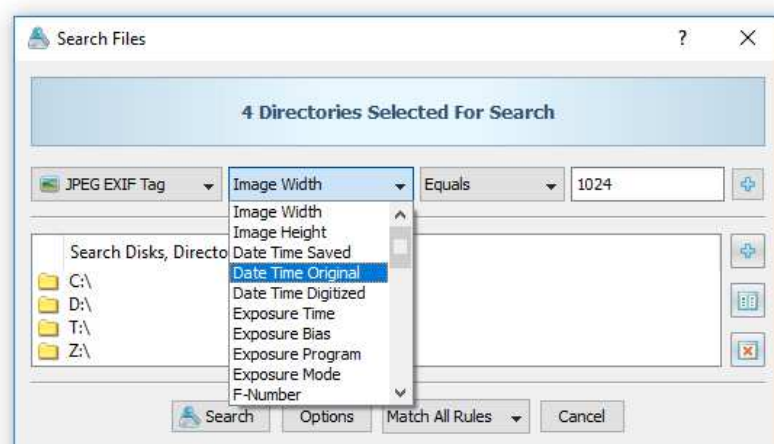 Search Files ?
4 Directories Selected For Search
JPEG EXIF Tag Image Width Equals 1024
Image Width
Image Height
Date Time Saved
Date Time Original
Date Time Digitized
Exposure Time
Exposure Bias
Exposure Program
Exposure Mode
F-Number
Search Disks, Directo
C:\
D:\
T:\
Z:\
Search Options Match All Rules Cancel